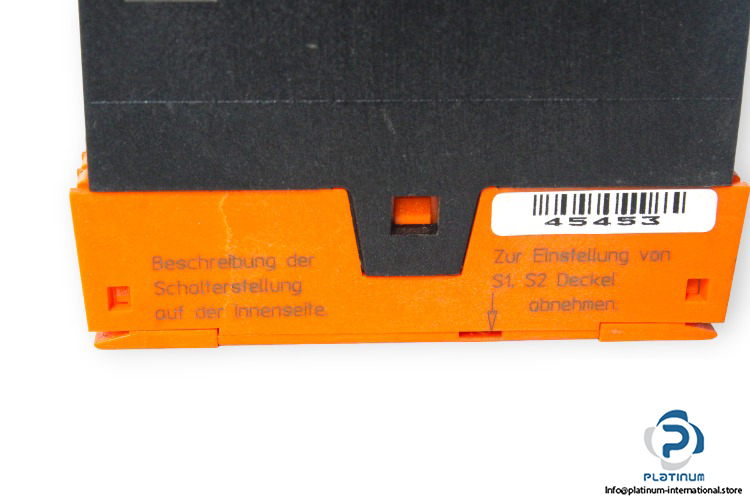 45453
Beschreibung der
Schalterstellung
auf der Innenseite.
Zur Einstellung von
S1, S2 Deckel
abnehmen.
PLATINUM
Info@platinum-international.store